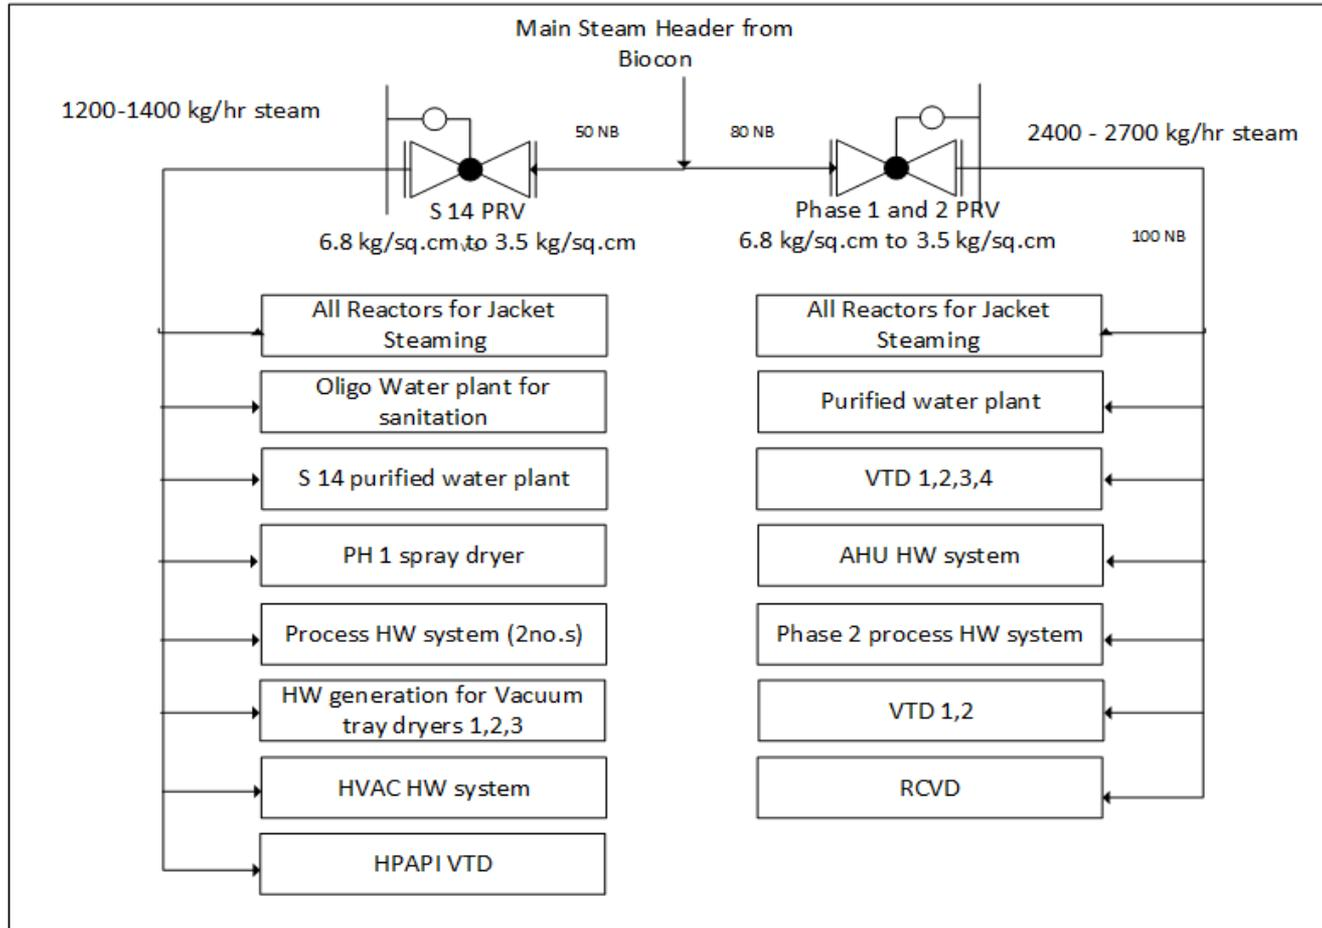 Main Steam Header from
Biocon
1200-1400 kg/hr steam
50 NB
80 NB
2400 - 2700 kg/hr steam
S 14 PRV
6.8 kg/sq.cm to 3.5 kg/sq.cm
Phase 1 and 2 PRV
6.8 kg/sq.cm to 3.5 kg/sq.cm
100 NB
All Reactors for Jacket
Steaming
Oligo Water plant for
sanitation
S 14 purified water plant
PH 1 spray dryer
Process HW system (2no.s)
HW generation for Vacuum
tray dryers 1,2,3
HVAC HW system
HPAPI VTD
All Reactors for Jacket
Steaming
Purified water plant
VTD 1,2,3,4
AHU HW system
Phase 2 process HW system
VTD 1,2
RCVD